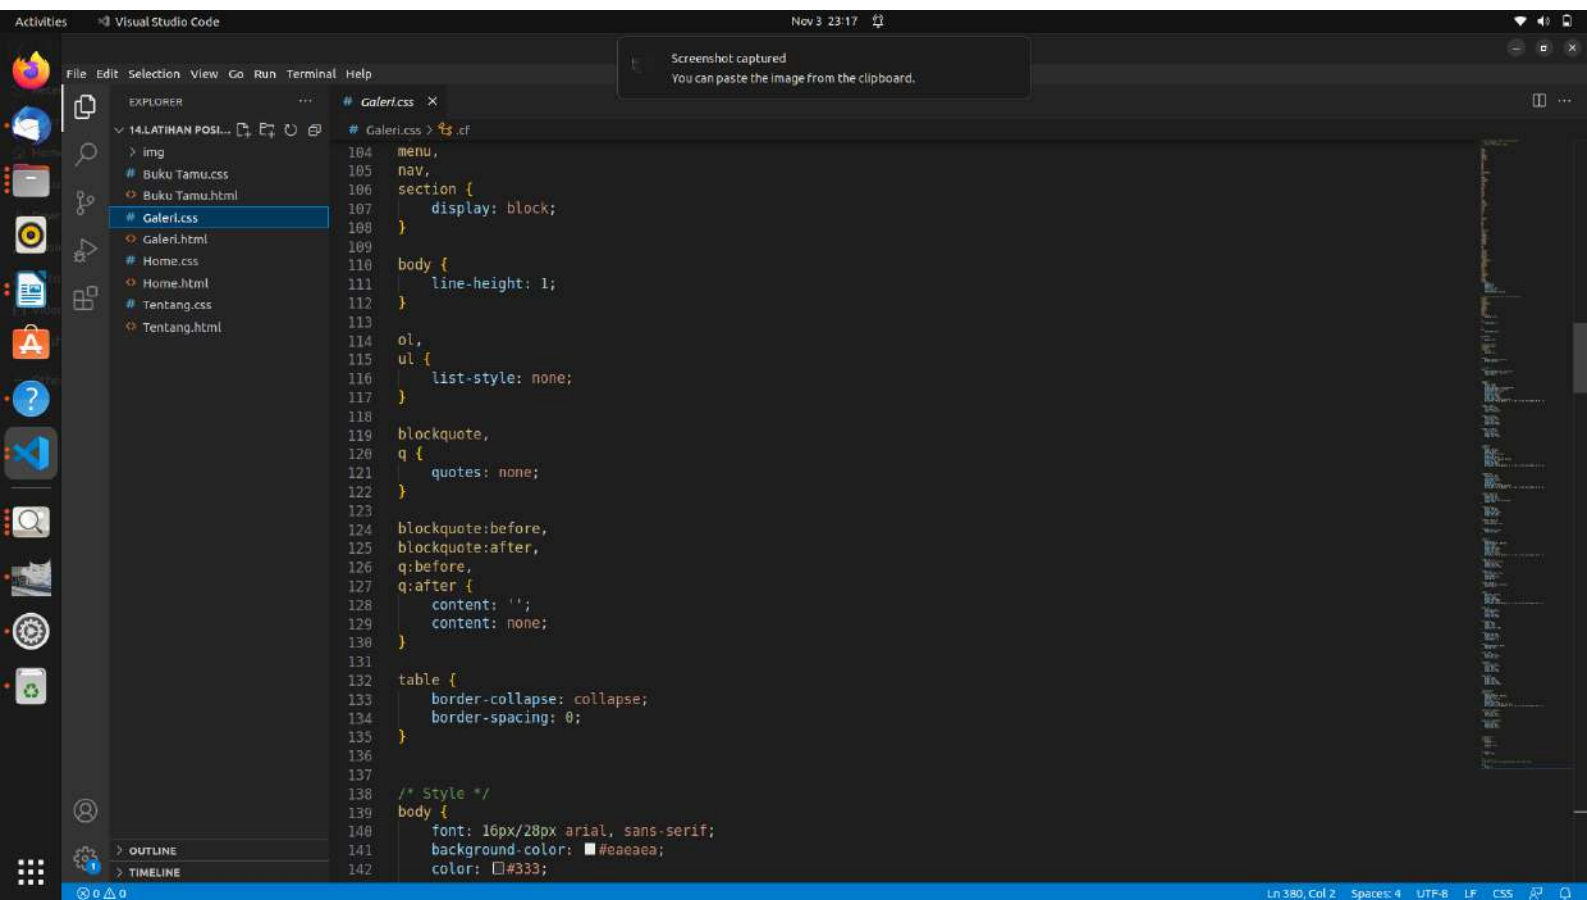 Activities Visual Studio Code Nov 3 23:17
Screenshot captured
You can paste the image from the clipboard.
File Edit Selection View Go Run Terminal Help
EXPLORER ···
# Galeri.css ×
14.LATIHAN POSI...
# Galeri.css > .cf
> img
# Buku Tamu.css
Buku Tamu.html
# Galeri.css
Galeri.html
# Home.css
Home.html
# Tentang.css
Tentang.html
104 menu,
105 nav,
106 section {
107 display: block;
108 }
109
110 body {
111 line-height: 1;
112 }
113
114 ol,
115 ul {
116 list-style: none;
117 }
118
119 blockquote,
120 q {
121 quotes: none;
122 }
123
124 blockquote:before,
125 blockquote:after,
126 q:before,
127 q:after {
128 content: '';
129 content: none;
130 }
131
132 table {
133 border-collapse: collapse;
134 border-spacing: 0;
135 }
136
137
138 /* Style */
139 body {
140 font: 16px/28px arial, sans-serif;
141 background-color: #eaeaea;
142 color: #333;
> OUTLINE
> TIMELINE
1
0 0 Ln 380, Col 2 Spaces: 4 UTF-8 LF CSS